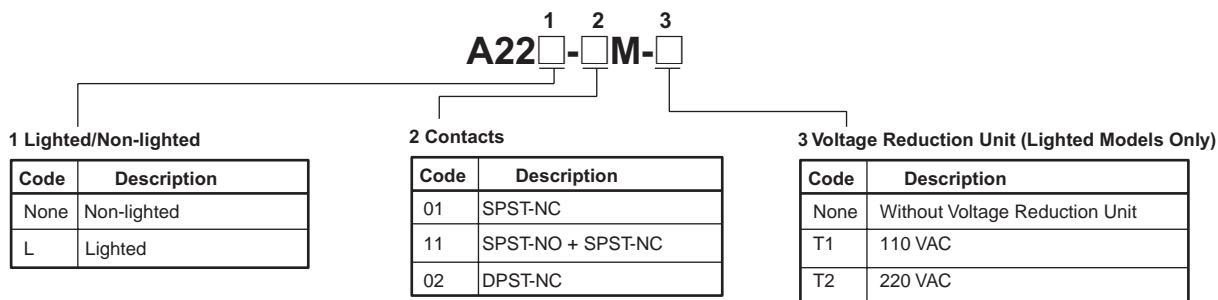 1 2 3
A22□-□M-□
1 Lighted/Non-lighted
Code Description
None Non-lighted
L Lighted
2 Contacts
Code Description
01 SPST-NC
11 SPST-NO + SPST-NC
02 DPST-NC
3 Voltage Reduction Unit (Lighted Models Only)
Code Description
None Without Voltage Reduction Unit
T1 110 VAC
T2 220 VAC